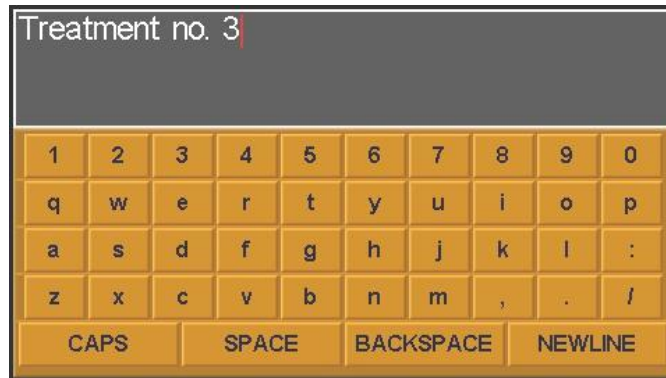 Treatment no. 3
1 2 3 4 5 6 7 8 9 0
q w e r t y u i o p
a s d f g h j k l :
z x c v b n m , . /
CAPS SPACE BACKSPACE NEWLINE